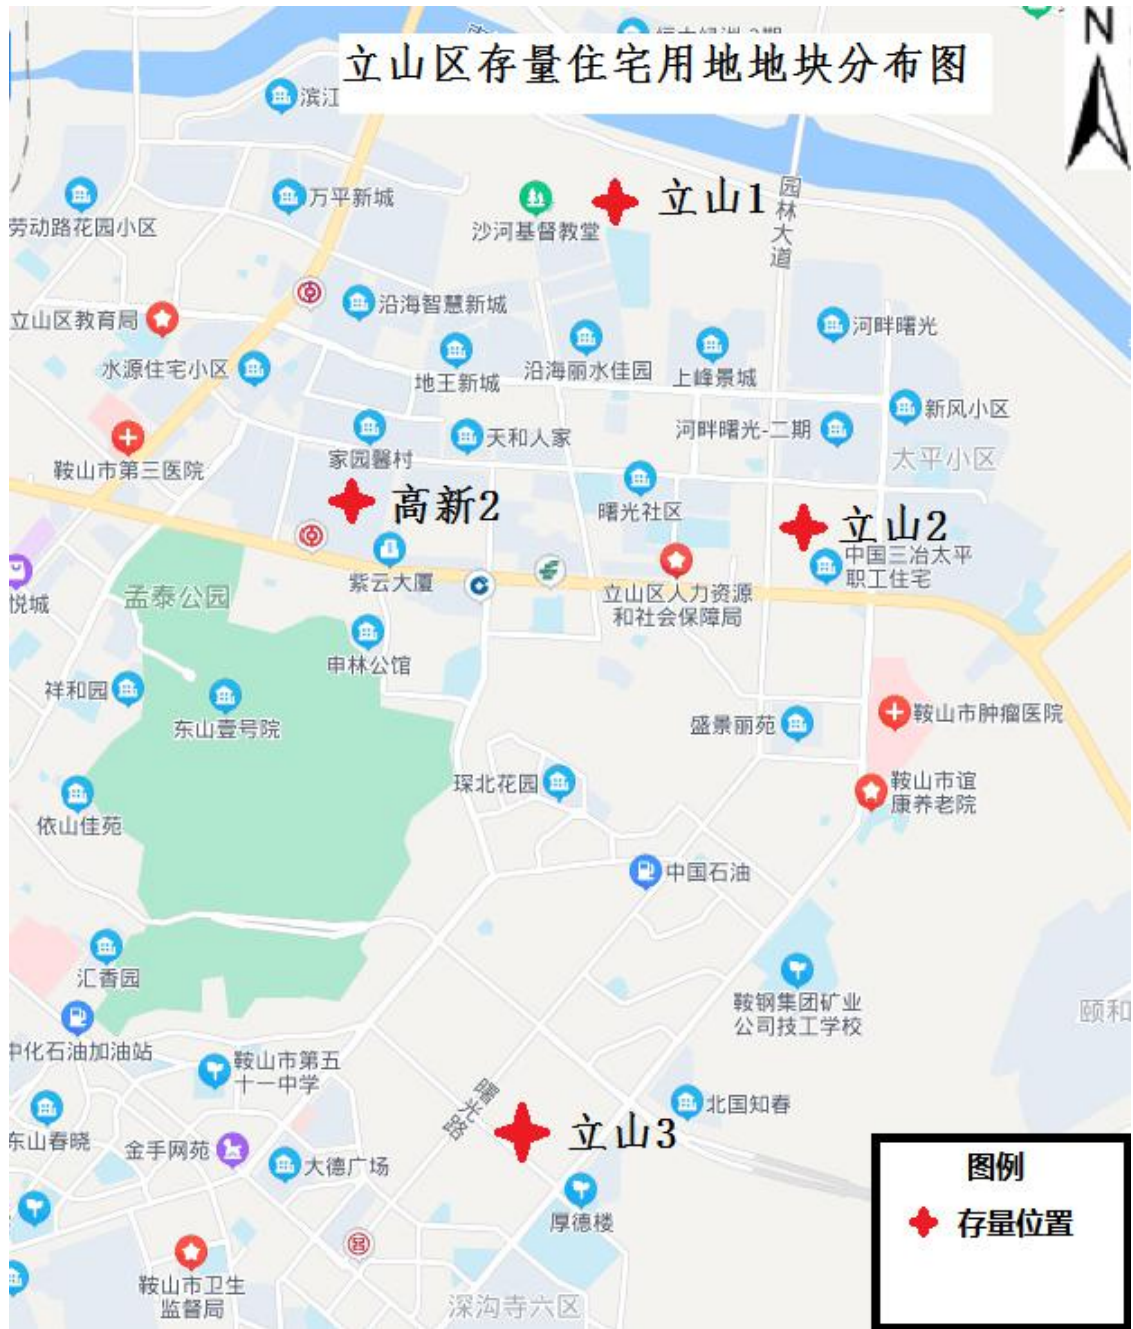 N
立山区存量住宅用地地块分布图
滨江
万平新城
劳动路花园小区
沙河基督教堂
立山1
园林大道
立山区教育局
沿海智慧新城
水源住宅小区
地王新城
沿海丽水佳园
上峰景城
河畔曙光
新风小区
河畔曙光-二期
太平小区
鞍山市第三医院
家园馨村
天和人家
高新2
曙光社区
立山2
中国三冶太平
职工住宅
紫云大厦
立山区人力资源
和社会保障局
悦城
孟泰公园
申林公馆
祥和园
东山壹号院
盛景丽苑
鞍山市肿瘤医院
琛北花园
鞍山市谊
康养老院
依山佳苑
中国石油
汇香园
鞍钢集团矿业
公司技工学校
颐和
中化石油加油站
鞍山市第五
十一中学
曙光路
北国知春
东山春晓
金手网苑
大德广场
立山3
厚德楼
鞍山市卫生
监督局
深沟寺六区
图例
存量位置